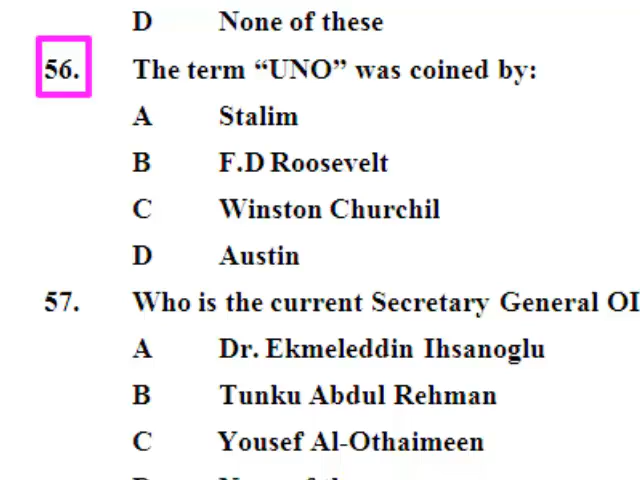 D None of these
56. The term “UNO” was coined by:
A Stalim
B F.D Roosevelt
C Winston Churchil
D Austin
57. Who is the current Secretary General OI
A Dr. Ekmeleddin Ihsanoglu
B Tunku Abdul Rehman
C Yousef Al-Othaimeen